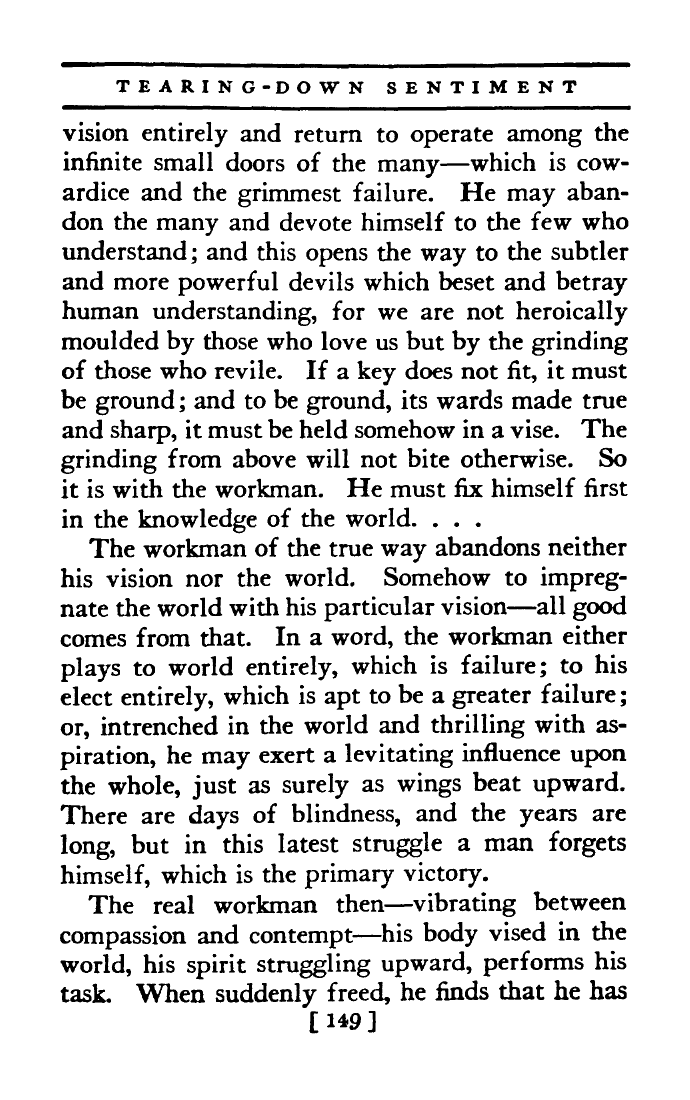 TEARING-DOWN SENTIMENT
vision entirely and return to operate among the
infinite small doors of the many—which is cow-
ardice and the grimmest failure. He may aban-
don the many and devote himself to the few who
understand; and this opens the way to the subtler
and more powerful devils which beset and betray
human understanding, for we are not heroically
moulded by those who love us but by the grinding
of those who revile. If a key does not fit, it must
be ground; and to be ground, its wards made true
and sharp, it must be held somehow in a vise. The
grinding from above will not bite otherwise. So
it is with the workman. He must fix himself first
in the knowledge of the world. . . .
The workman of the true way abandons neither
his vision nor the world. Somehow to impreg-
nate the world with his particular vision—all good
comes from that. In a word, the workman either
plays to world entirely, which is failure; to his
elect entirely, which is apt to be a greater failure;
or, intrenched in the world and thrilling with as-
piration, he may exert a levitating influence upon
the whole, just as surely as wings beat upward.
There are days of blindness, and the years are
long, but in this latest struggle a man forgets
himself, which is the primary victory.
The real workman then—vibrating between
compassion and contempt—his body vised in the
world, his spirit struggling upward, performs his
task. When suddenly freed, he finds that he has
[ 149 ]